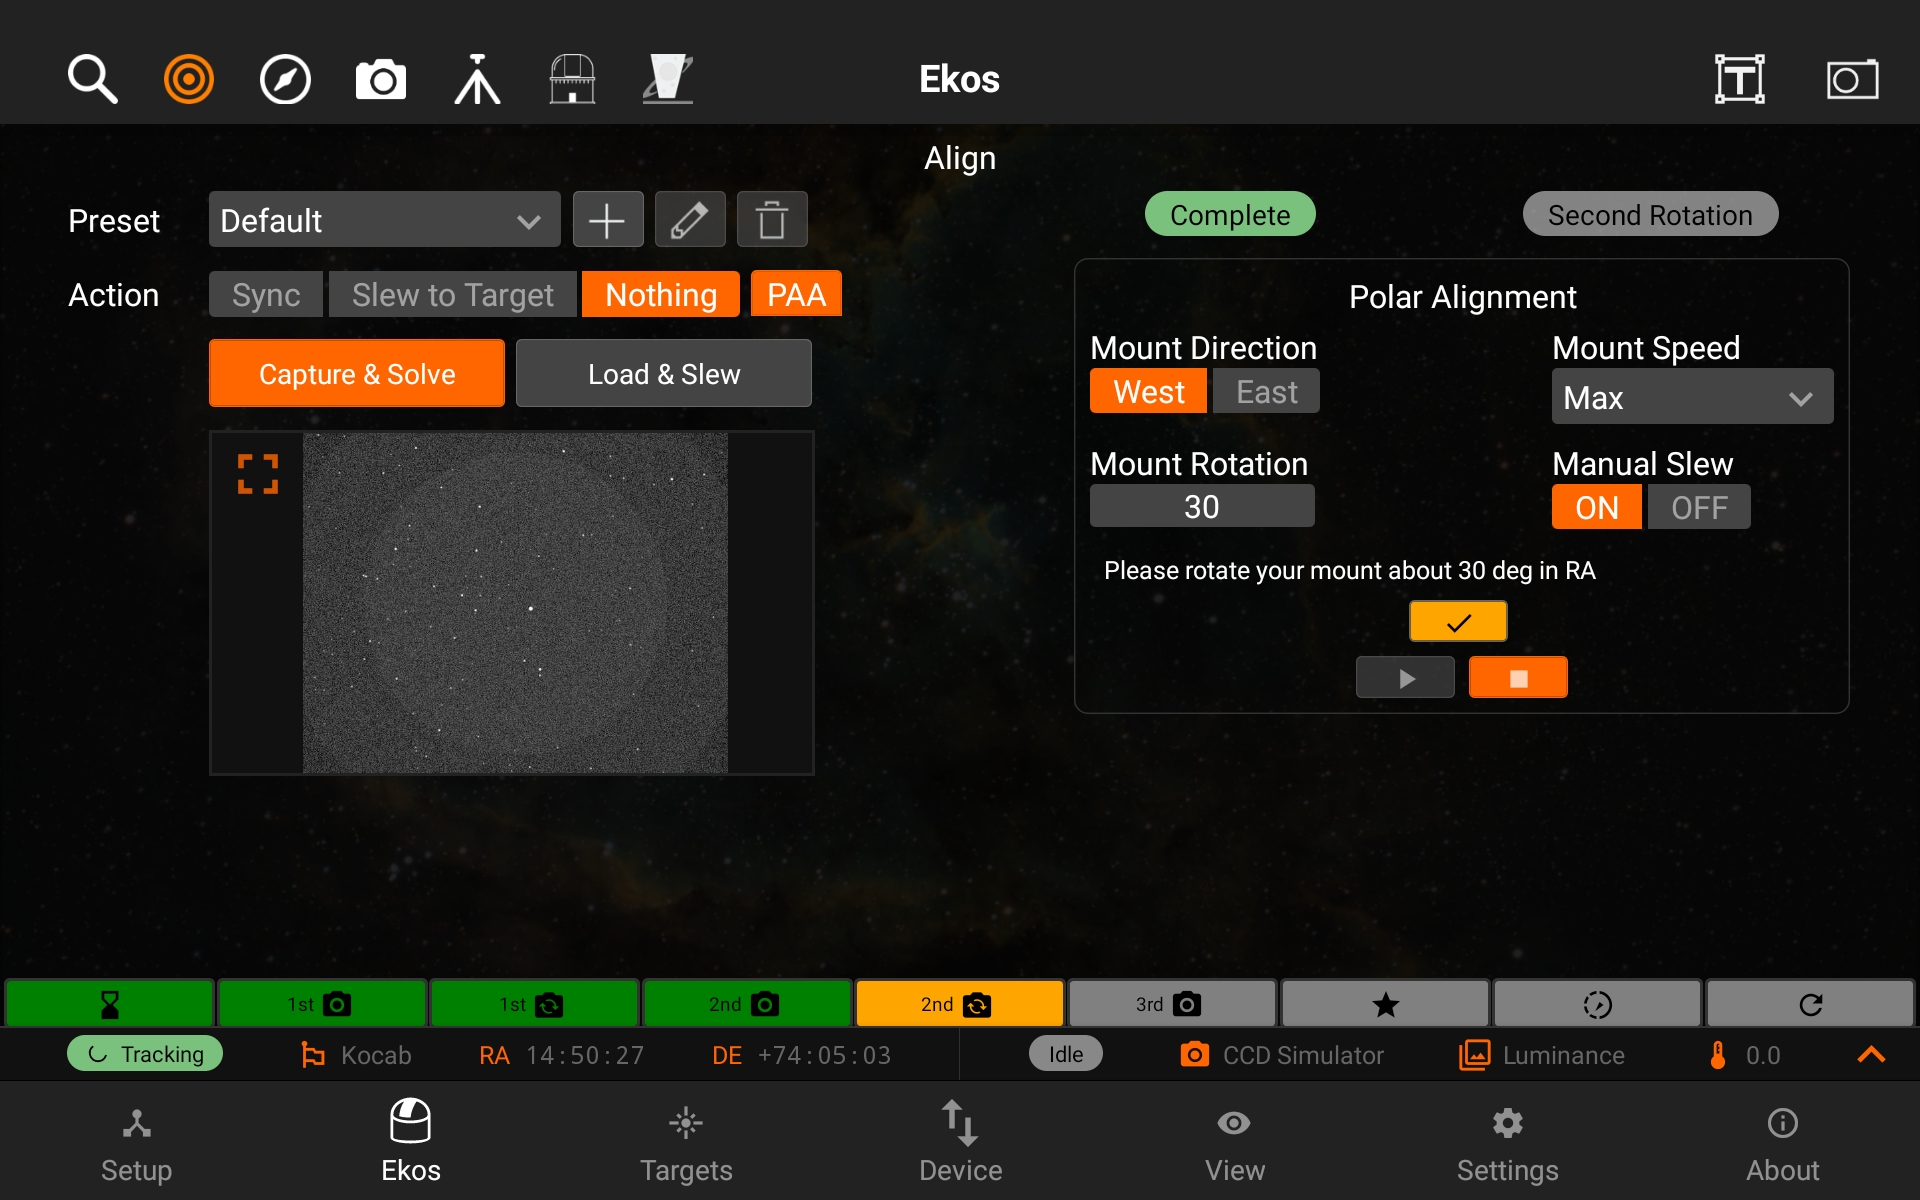 Ekos
Align
Preset Default
Complete Second Rotation
Action Sync Slew to Target Nothing PAA
Polar Alignment
Capture & Solve Load & Slew
Mount Direction Mount Speed
West East Max
Mount Rotation Manual Slew
30 ON OFF
Please rotate your mount about 30 deg in RA
1st 1st 2nd 2nd 3rd
Tracking Kocab RA 14:50:27 DE +74:05:03 Idle CCD Simulator Luminance 0.0
Setup Ekos Targets Device View Settings About